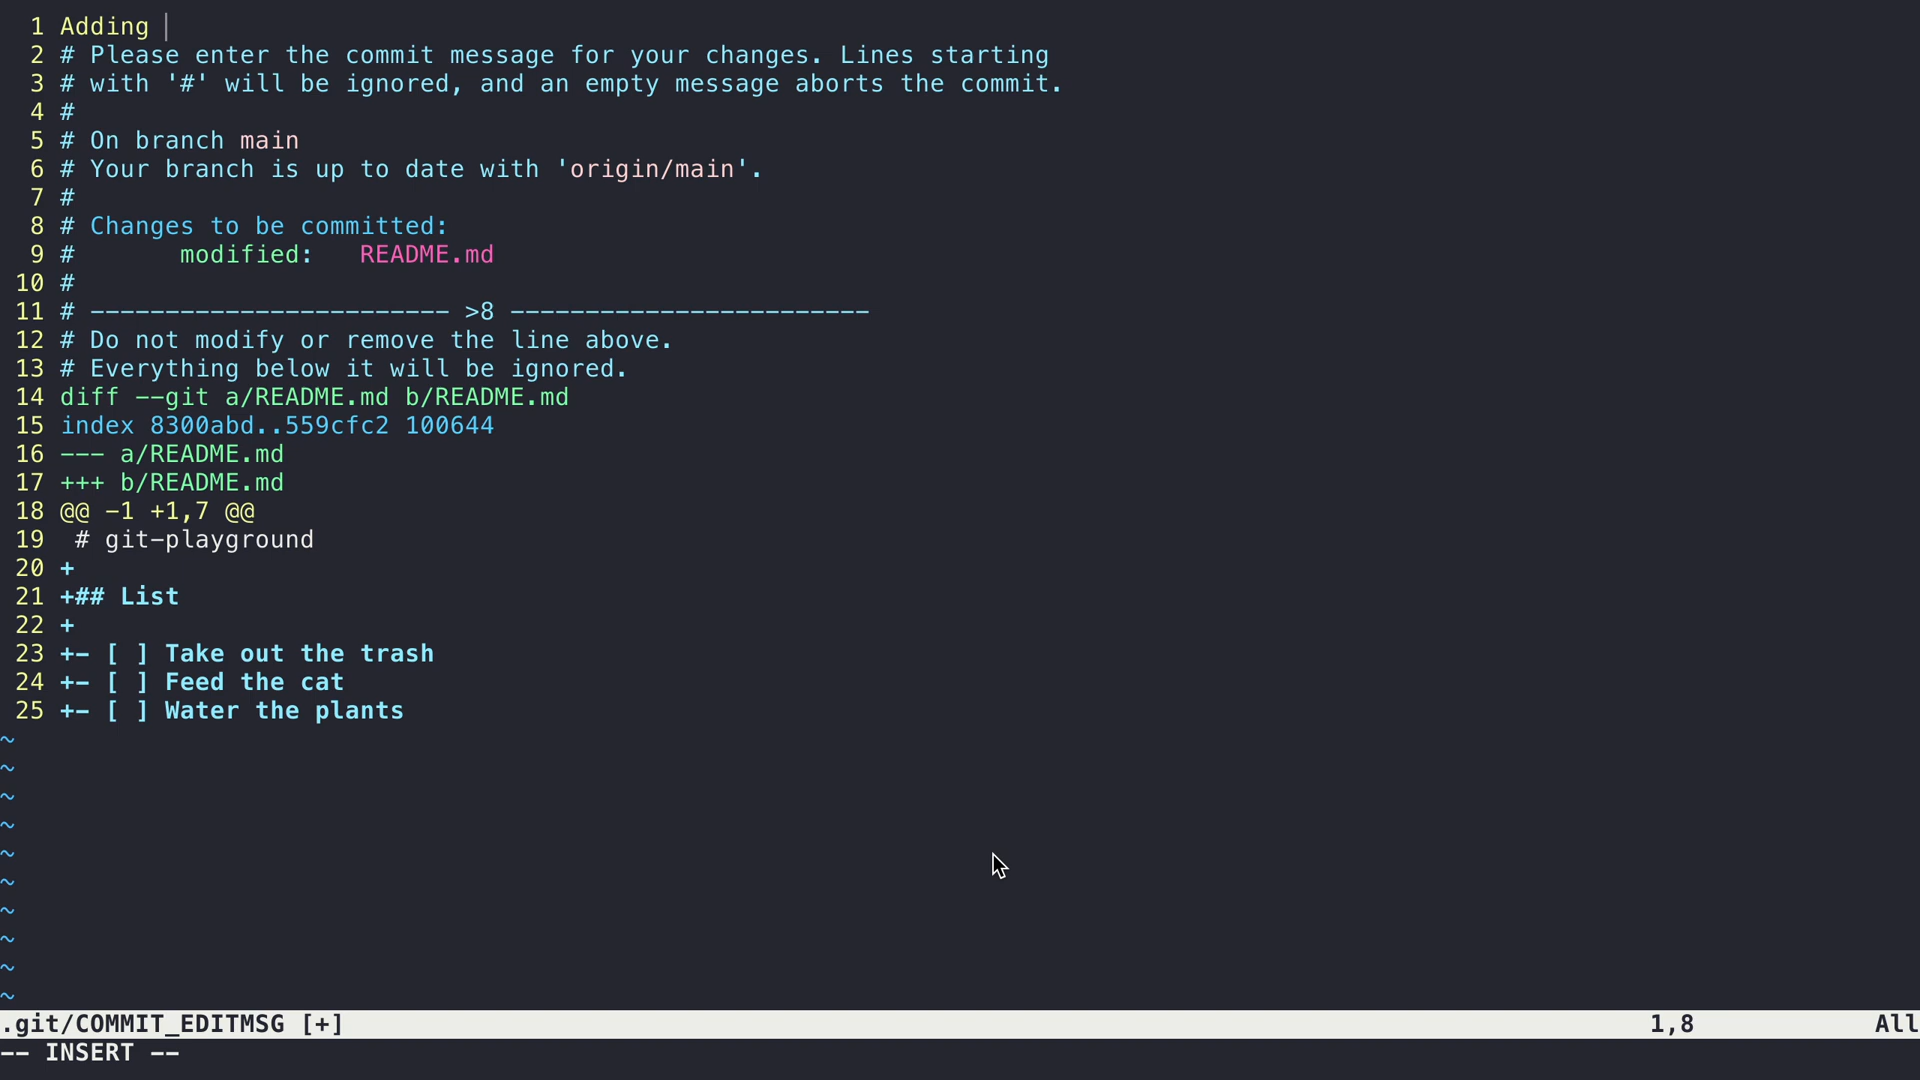 1 Adding
2 # Please enter the commit message for your changes. Lines starting
3 # with '#' will be ignored, and an empty message aborts the commit.
4 #
5 # On branch main
6 # Your branch is up to date with 'origin/main'.
7 #
8 # Changes to be committed:
9 #       modified:   README.md
10 #
11 # ------------------------ >8 ------------------------
12 # Do not modify or remove the line above.
13 # Everything below it will be ignored.
14 diff --git a/README.md b/README.md
15 index 8300abd..559cfc2 100644
16 --- a/README.md
17 +++ b/README.md
18 @@ -1 +1,7 @@
19  # git-playground
20 +
21 +## List
22 +
23 +- [ ] Take out the trash
24 +- [ ] Feed the cat
25 +- [ ] Water the plants
~
~
~
~
~
~
~
~
~
~
.git/COMMIT_EDITMSG [+] 1,8 All
-- INSERT --